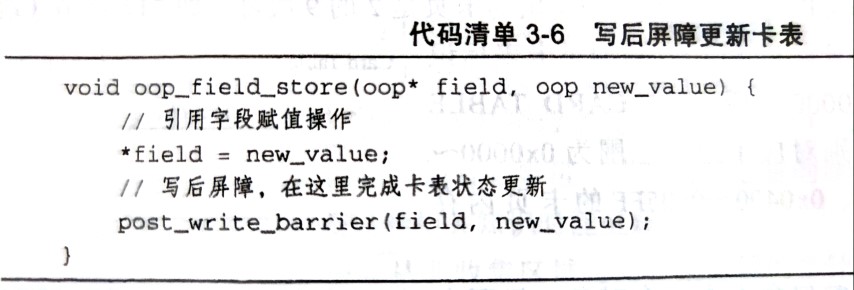 代码清单 3-6 写后屏障更新卡表
void oop_field_store(oop* field, oop new_value) {
// 引用字段赋值操作
*field = new_value;
// 写后屏障，在这里完成卡表状态更新
post_write_barrier(field, new_value);
}